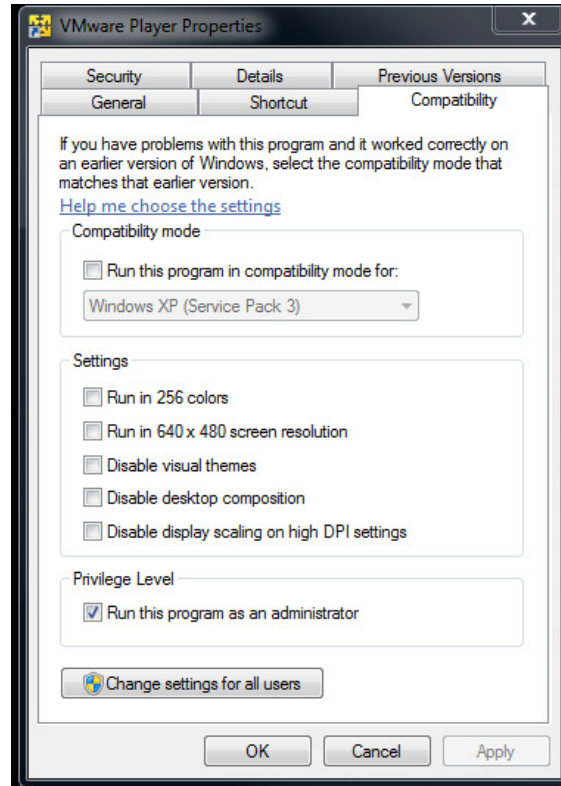 VMware Player Properties
X
Security Details Previous Versions
General Shortcut Compatibility
If you have problems with this program and it worked correctly on
an earlier version of Windows, select the compatibility mode that
matches that earlier version.
Help me choose the settings
Compatibility mode
Run this program in compatibility mode for:
Windows XP (Service Pack 3)
Settings
Run in 256 colors
Run in 640 x 480 screen resolution
Disable visual themes
Disable desktop composition
Disable display scaling on high DPI settings
Privilege Level
Run this program as an administrator
Change settings for all users
OK Cancel Apply